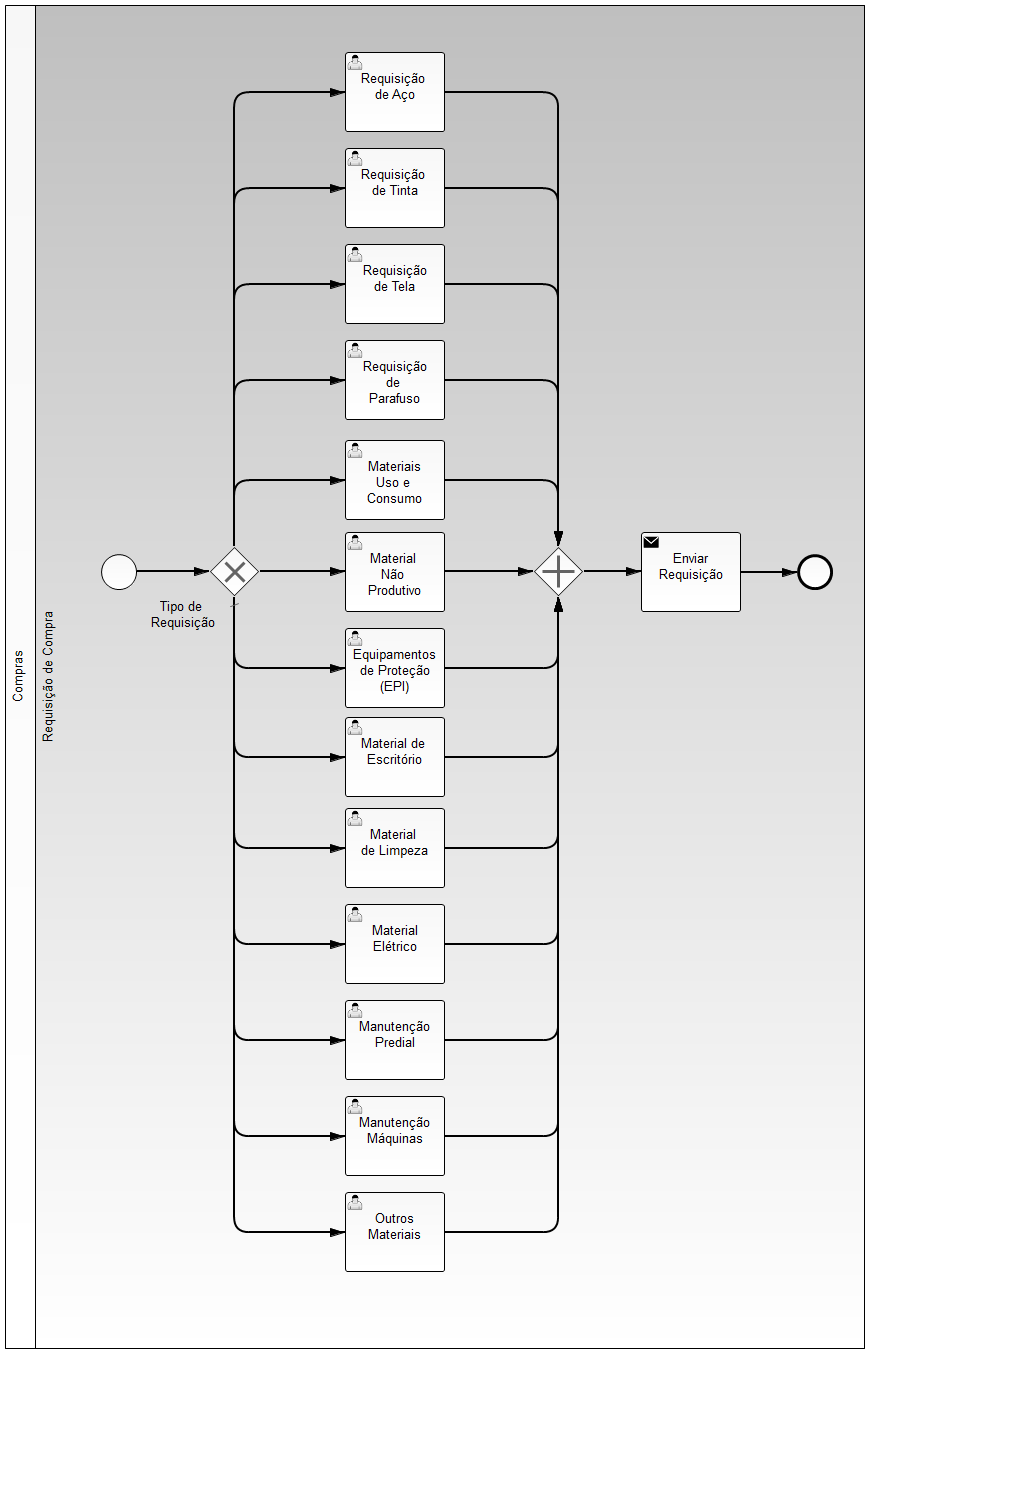 Compras
Requisição de Compra
Requisição
de Aço
Requisição
de Tinta
Requisição
de Tela
Requisição
de
Parafuso
Materiais
Uso e
Consumo
Tipo de
Requisição
Material
Não
Produtivo
Enviar
Requisição
Equipamentos
de Proteção
(EPI)
Material de
Escritório
Material
de Limpeza
Material
Elétrico
Manutenção
Predial
Manutenção
Máquinas
Outros
Materiais